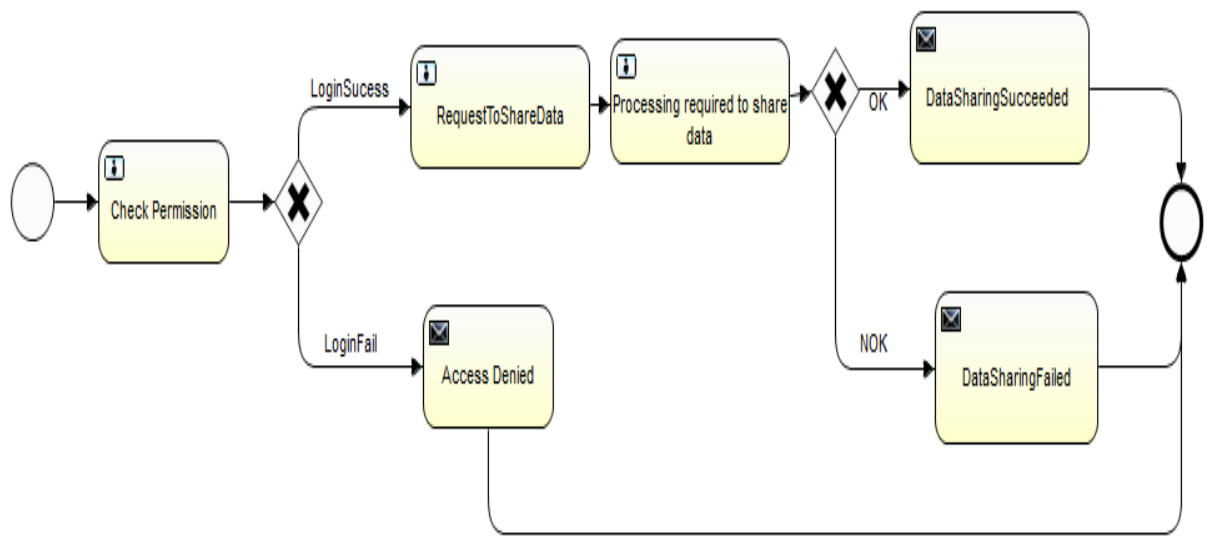 LoginSucess
RequestToShareData
Processing required to share
data
OK
DataSharingSucceeded
Check Permission
LoginFail
Access Denied
NOK
DataSharingFailed